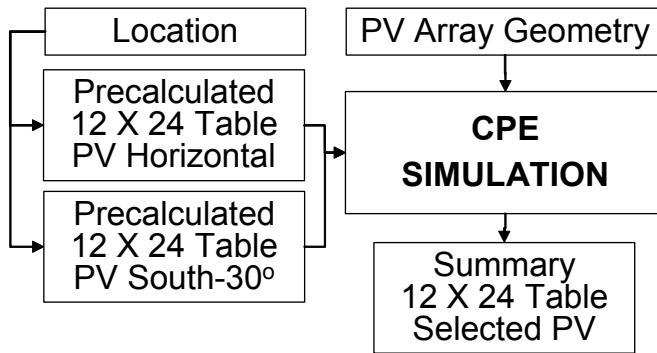 Location
Precalculated
12 X 24 Table
PV Horizontal
Precalculated
12 X 24 Table
PV South-30º
PV Array Geometry
CPE
SIMULATION
Summary
12 X 24 Table
Selected PV